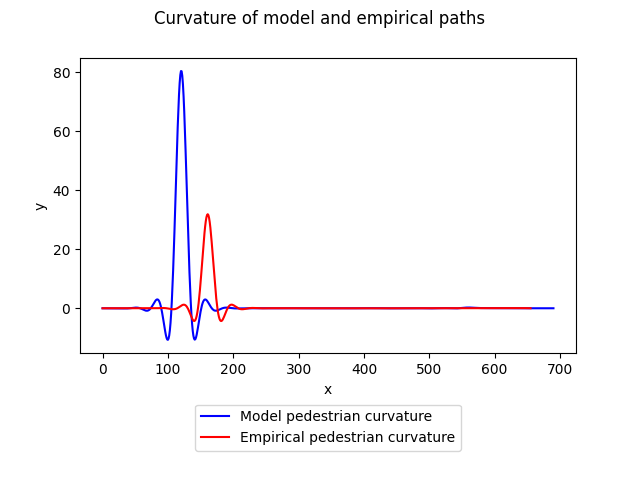 Curvature of model and empirical paths
80
60
40
20
0
y
0 100 200 300 400 500 600 700
x
Model pedestrian curvature
Empirical pedestrian curvature